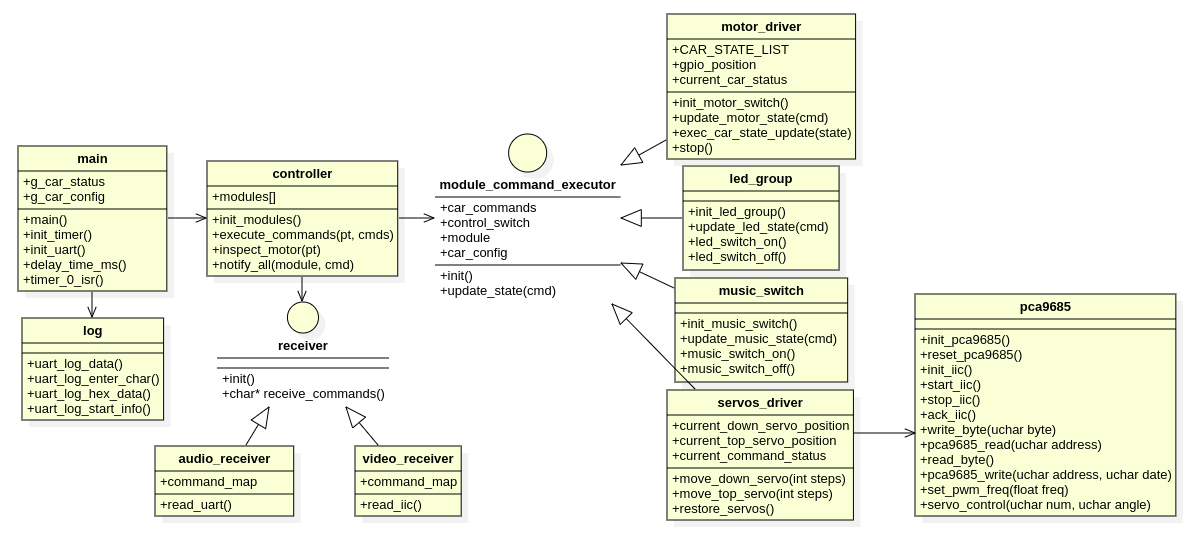 motor_driver
+CAR_STATE_LIST
+gpio_position
+current_car_status
+init_motor_switch()
+update_motor_state(cmd)
+exec_car_state_update(state)
+stop()
main
+g_car_status
+g_car_config
+main()
+init_timer()
+init_uart()
+delay_time_ms()
+timer_0_isr()
controller
+modules[]
+init_modules()
+execute_commands(pt, cmds)
+inspect_motor(pt)
+notify_all(module, cmd)
module_command_executor
+car_commands
+control_switch
+module
+car_config
+init()
+update_state(cmd)
led_group
+init_led_group()
+update_led_state(cmd)
+led_switch_on()
+led_switch_off()
music_switch
+init_music_switch()
+update_music_state(cmd)
+music_switch_on()
+music_switch_off()
log
+uart_log_data()
+uart_log_enter_char()
+uart_log_hex_data()
+uart_log_start_info()
receiver
+init()
+char* receive_commands()
audio_receiver
+command_map
+read_uart()
video_receiver
+command_map
+read_iic()
servos_driver
+current_down_servo_position
+current_top_servo_position
+current_command_status
+move_down_servo(int steps)
+move_top_servo(int steps)
+restore_servos()
pca9685
+init_pca9685()
+reset_pca9685()
+init_iic()
+start_iic()
+stop_iic()
+ack_iic()
+write_byte(uchar byte)
+pca9685_read(uchar address)
+read_byte()
+pca9685_write(uchar address, uchar date)
+set_pwm_freq(float freq)
+servo_control(uchar num, uchar angle)